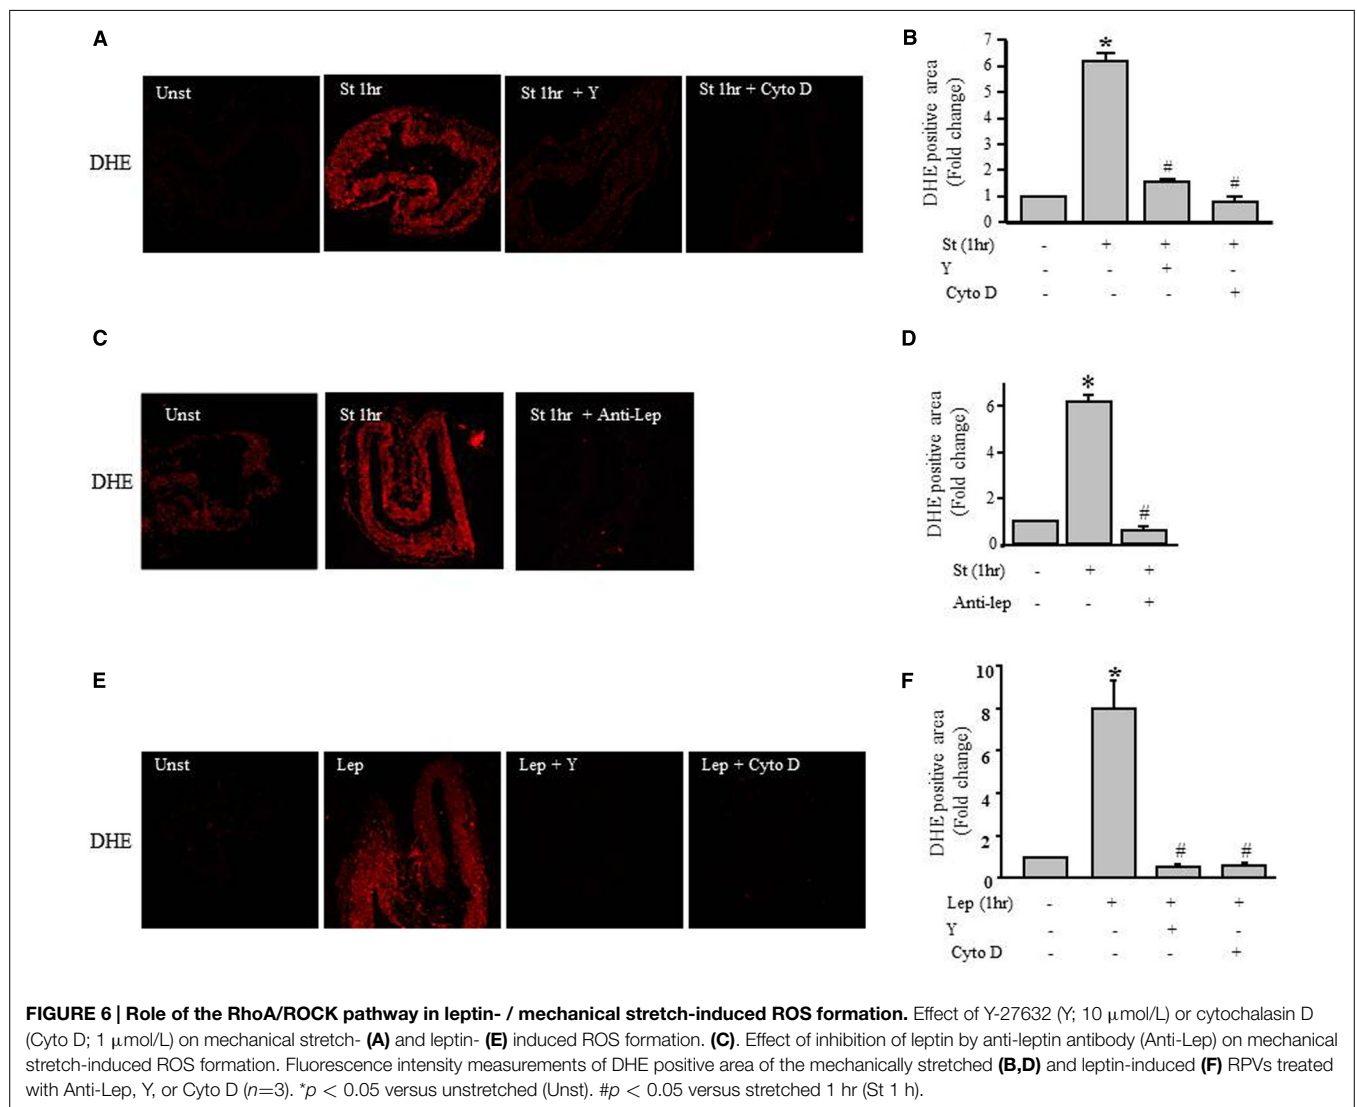 A
DHE
Unst
St 1hr
St 1hr + Y
St 1hr + Cyto D
B
DHE positive area
(Fold change)
7
6
5
4
3
2
1
0
*
#
#
St (1hr) - + + +
Y - - + -
Cyto D - - - +
C
DHE
Unst
St 1hr
St 1hr + Anti-Lep
D
DHE positive area
(Fold change)
6
4
2
0
*
#
St (1hr) - + +
Anti-lep - - +
E
DHE
Unst
Lep
Lep + Y
Lep + Cyto D
F
DHE positive area
(Fold change)
10
8
6
4
2
0
*
#
#
Lep (1hr) - + + +
Y - - + -
Cyto D - - - +
FIGURE 6 | Role of the RhoA/ROCK pathway in leptin- / mechanical stretch-induced ROS formation. Effect of Y-27632 (Y; 10 μmol/L) or cytochalasin D
(Cyto D; 1 μmol/L) on mechanical stretch- (A) and leptin- (E) induced ROS formation. (C). Effect of inhibition of leptin by anti-leptin antibody (Anti-Lep) on mechanical
stretch-induced ROS formation. Fluorescence intensity measurements of DHE positive area of the mechanically stretched (B,D) and leptin-induced (F) RPVs treated
with Anti-Lep, Y, or Cyto D (n=3). *p < 0.05 versus unstretched (Unst). #p < 0.05 versus stretched 1 hr (St 1 h).